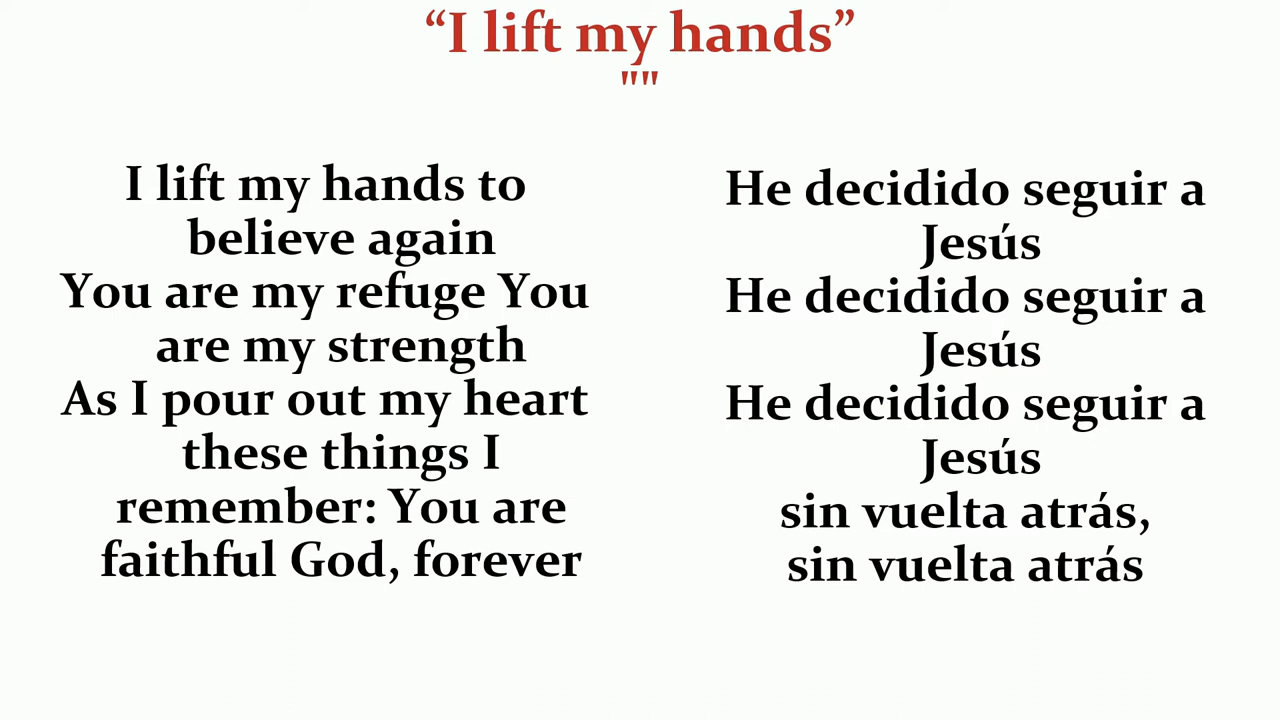 “I lift my hands”
""
I lift my hands to
believe again
You are my refuge You
are my strength
As I pour out my heart
these things I
remember: You are
faithful God, forever
He decidido seguir a
Jesús
He decidido seguir a
Jesús
He decidido seguir a
Jesús
sin vuelta atrás,
sin vuelta atrás